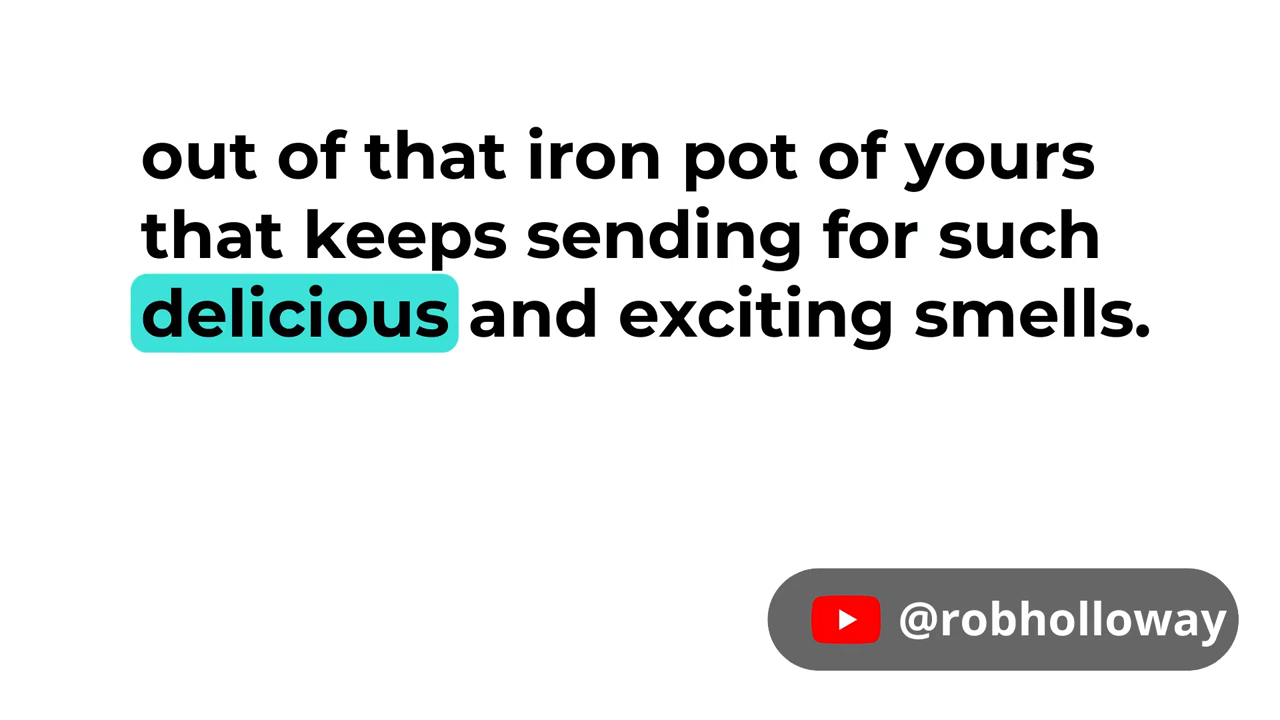 out of that iron pot of yours
that keeps sending for such
delicious and exciting smells.
@robholloway